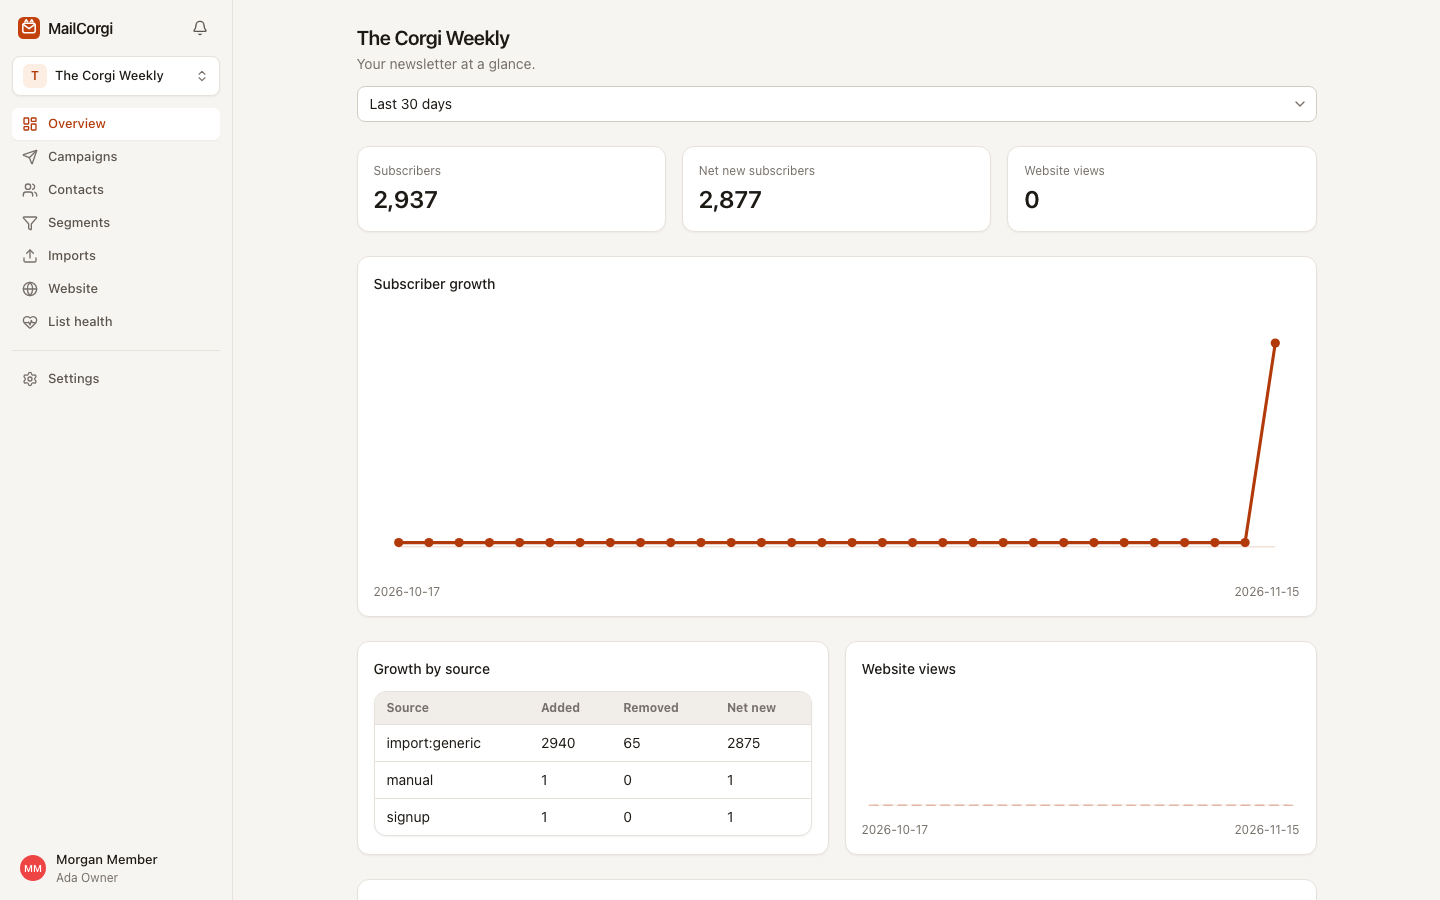 MailCorgi
T The Corgi Weekly
Overview
Campaigns
Contacts
Segments
Imports
Website
List health
Settings
MM Morgan Member
Ada Owner
The Corgi Weekly
Your newsletter at a glance.
Last 30 days
Subscribers
2,937
Net new subscribers
2,877
Website views
0
Subscriber growth
2026-10-17 2026-11-15
Growth by source
Source Added Removed Net new
import:generic 2940 65 2875
manual 1 0 1
signup 1 0 1
Website views
2026-10-17 2026-11-15